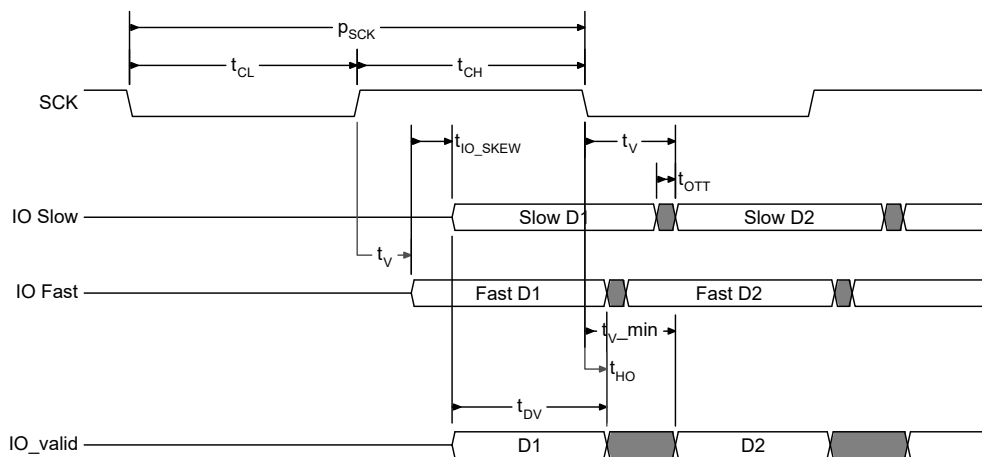 pSCK
tCL
tCH
SCK
tIO_SKEW
tV
tOTT
IO Slow
Slow D1
Slow D2
tV
IO Fast
Fast D1
Fast D2
tV_min
tHO
tDV
IO_valid
D1
D2